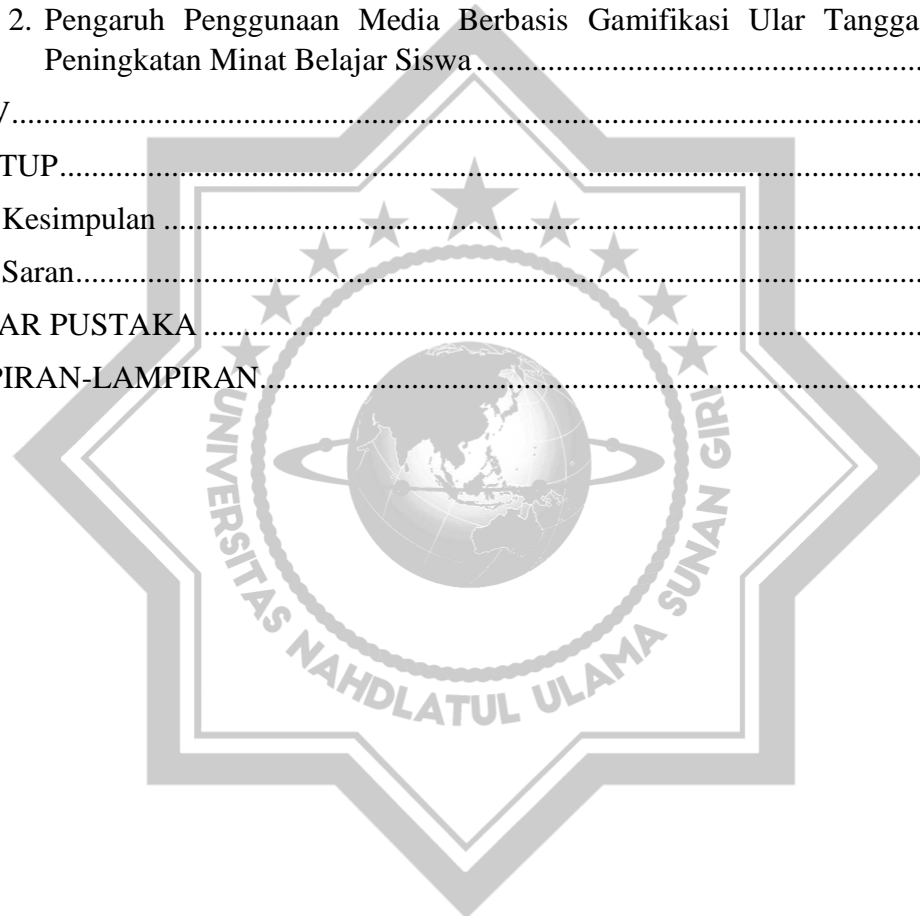 2. Pengaruh Penggunaan Media Berbasis Gamifikasi Ular Tangga
Peningkatan Minat Belajar Siswa ..........................................................
V..............................................................................................................
TUP..........................................................................................................
Kesimpulan ..............................................................................................
Saran.........................................................................................................
AR PUSTAKA .........................................................................................
PIRAN-LAMPIRAN.................................................................................
UNIVERSITAS NAHDLATUL ULAMA SUNAN GIRI